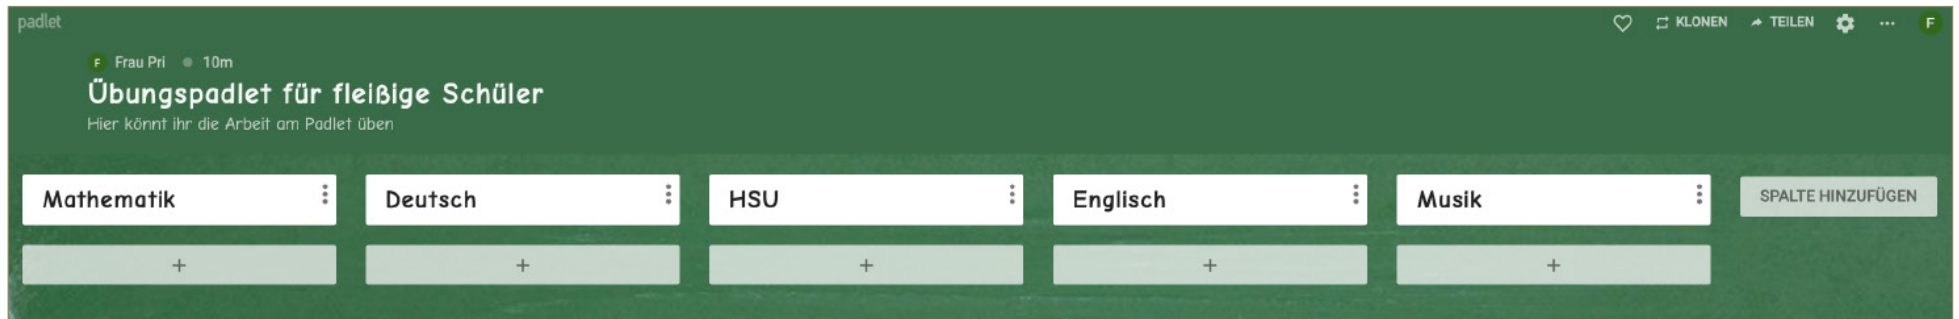 padlet
KLONEN TEILEN ... F
F Frau Pri 10m
Übungspadlet für fleißige Schüler
Hier könnt ihr die Arbeit am Padlet üben
Mathematik Deutsch HSU Englisch Musik SPALTE HINZUFÜGEN
+ + + + +